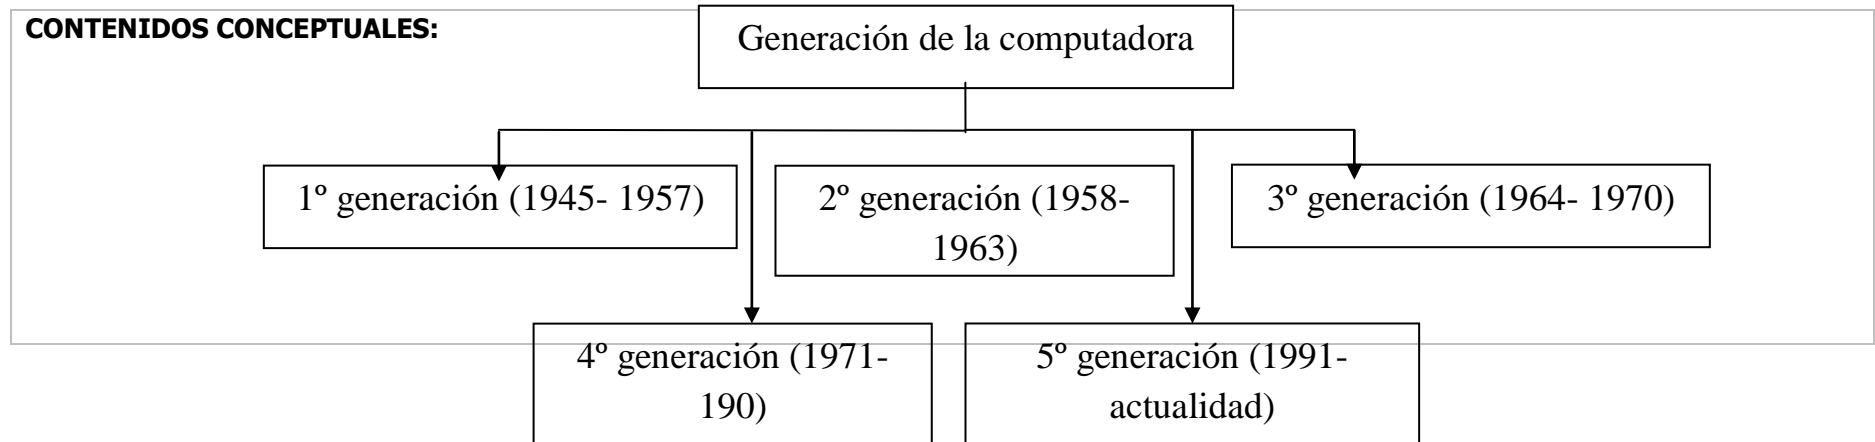 CONTENIDOS CONCEPTUALES:
Generación de la computadora
1º generación (1945- 1957)
2º generación (1958-
1963)
3º generación (1964- 1970)
4º generación (1971-
190)
5º generación (1991-
actualidad)